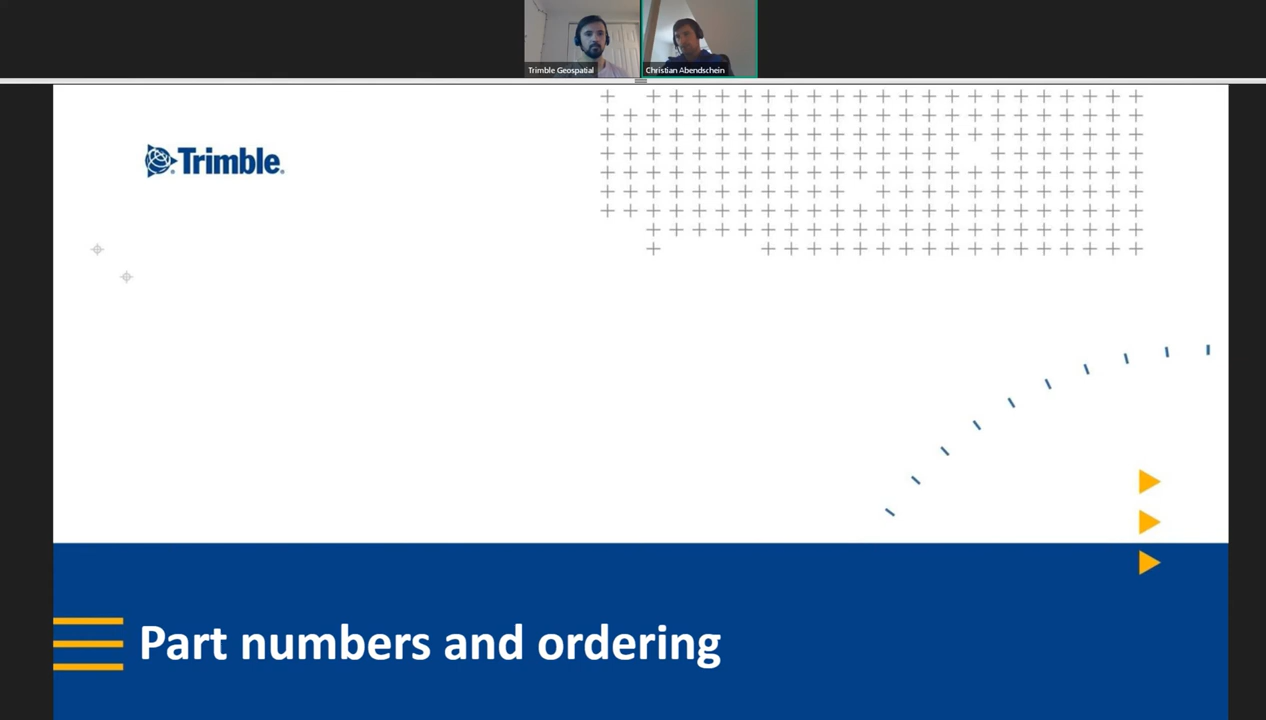 Trimble Geospatial
Christian Abendschein
Trimble
Part numbers and ordering